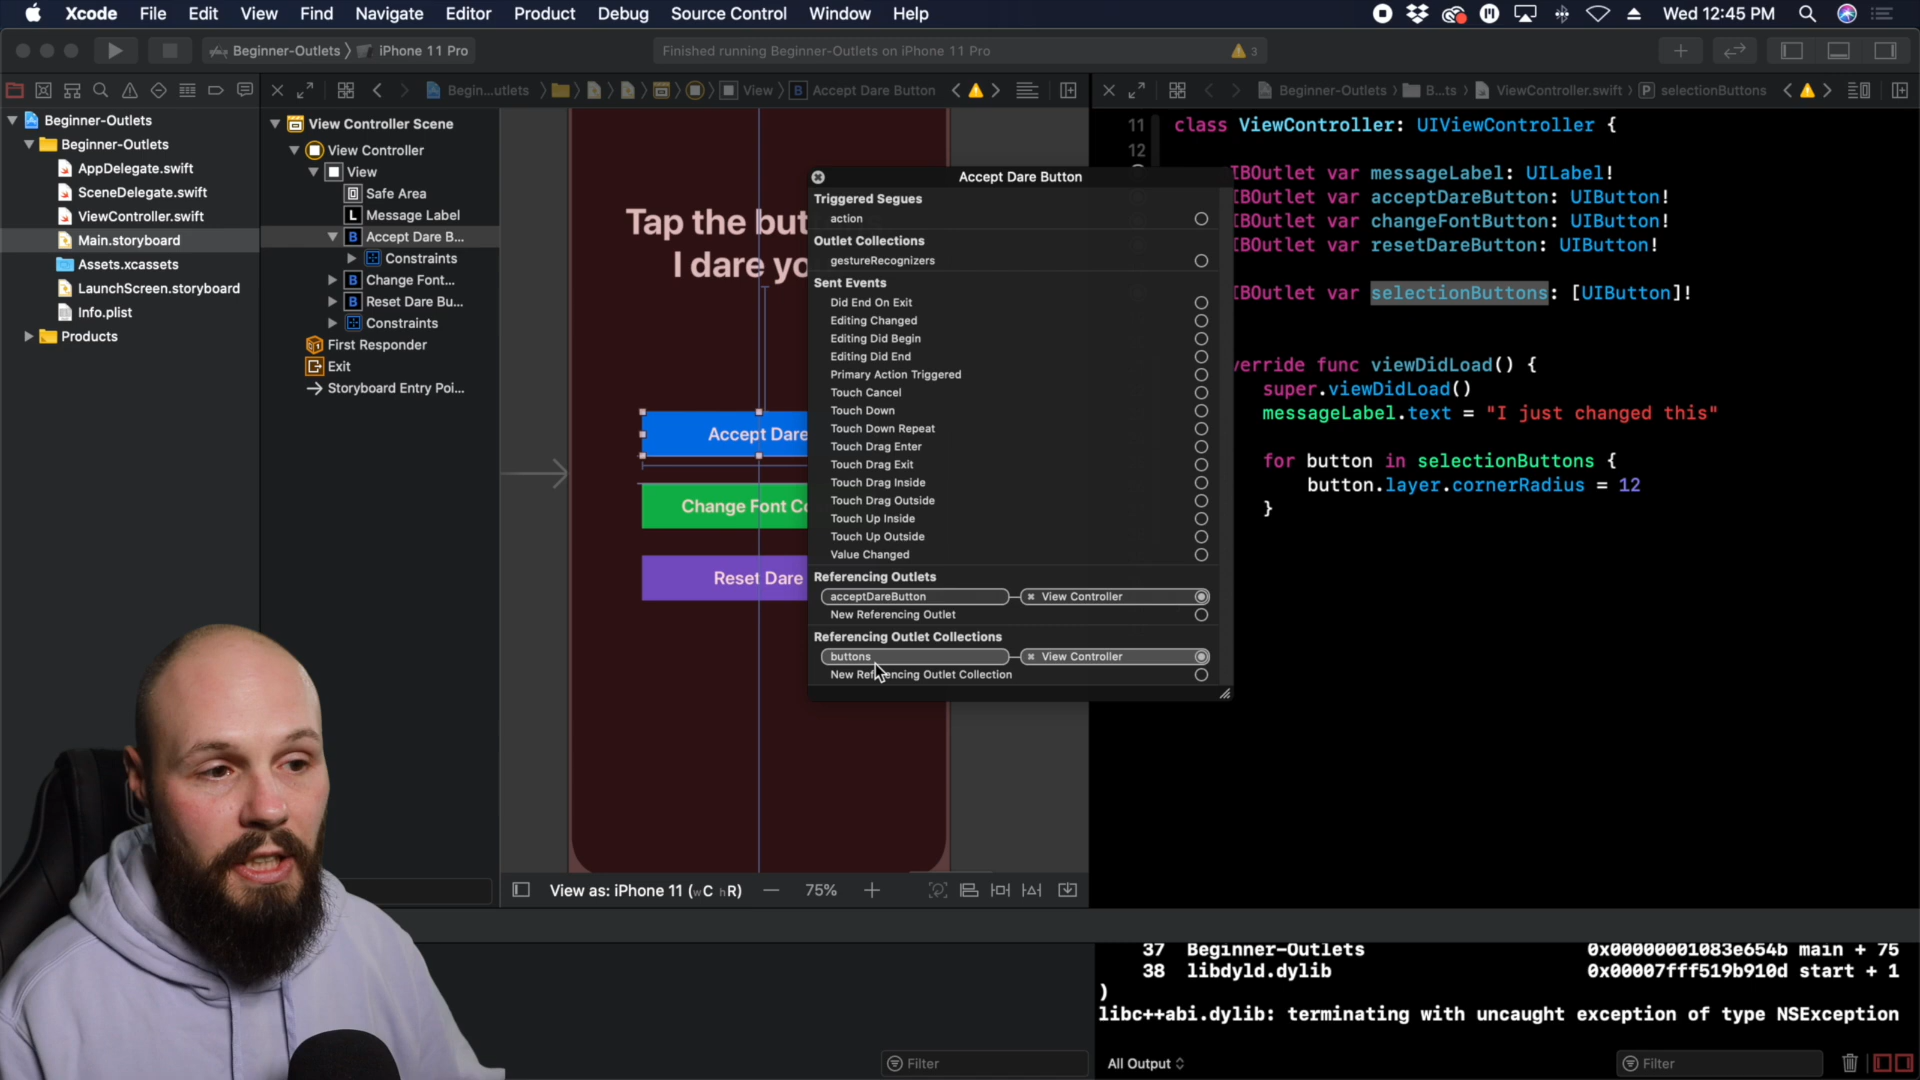 Xcode File Edit View Find Navigate Editor Product Debug Source Control Window Help
Wed 12:45 PM
Beginner-Outlets
iPhone 11 Pro
Finished running Beginner-Outlets on iPhone 11 Pro
3
Begin...utlets
View
Accept Dare Button
Beginner-Outlets
B...ts
ViewController.swift
P
selectionButtons
Beginner-Outlets
Beginner-Outlets
AppDelegate.swift
SceneDelegate.swift
ViewController.swift
Main.storyboard
Assets.xcassets
LaunchScreen.storyboard
Info.plist
Products
View Controller Scene
View Controller
View
Safe Area
L Message Label
B Accept Dare B...
Constraints
B Change Font...
B Reset Dare Bu...
Constraints
First Responder
Exit
Storyboard Entry Poi...
Tap the but
I dare yo
Accept Dare
Change Font Co
Reset Dare
View as: iPhone 11 (wC hR)
75%
Accept Dare Button
Triggered Segues
action
Outlet Collections
gestureRecognizers
Sent Events
Did End On Exit
Editing Changed
Editing Did Begin
Editing Did End
Primary Action Triggered
Touch Cancel
Touch Down
Touch Down Repeat
Touch Drag Enter
Touch Drag Exit
Touch Drag Inside
Touch Drag Outside
Touch Up Inside
Touch Up Outside
Value Changed
Referencing Outlets
acceptDareButton
View Controller
New Referencing Outlet
Referencing Outlet Collections
buttons
View Controller
New Referencing Outlet Collection
11 class ViewController: UIViewController {
12
IBOutlet var messageLabel: UILabel!
IBOutlet var acceptDareButton: UIButton!
IBOutlet var changeFontButton: UIButton!
IBOutlet var resetDareButton: UIButton!
IBOutlet var selectionButtons: [UIButton]!
verride func viewDidLoad() {
super.viewDidLoad()
messageLabel.text = "I just changed this"
for button in selectionButtons {
button.layer.cornerRadius = 12
}
37 Beginner-Outlets 0x00000001083e654b main + 75
38 libdyld.dylib 0x00007fff519b910d start + 1
)
libc++abi.dylib: terminating with uncaught exception of type NSException
Filter
All Output
Filter